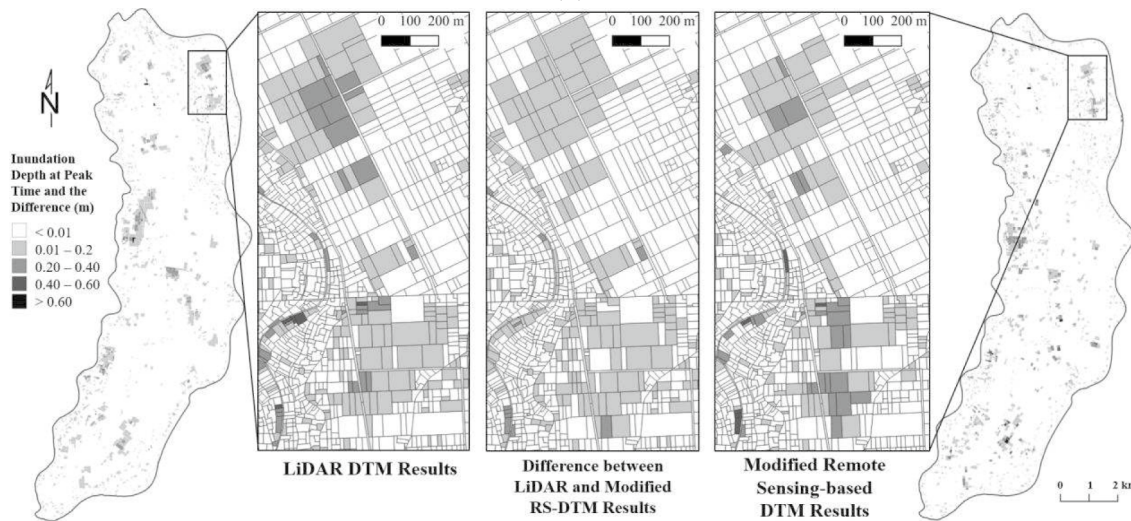 0 100 200 m
0 100 200 m
0 100 200 m
N
Inundation
Depth at Peak
Time and the
Difference (m)
< 0.01
0.01 – 0.2
0.20 – 0.40
0.40 – 0.60
> 0.60
LiDAR DTM Results
Difference between
LiDAR and Modified
RS-DTM Results
Modified Remote
Sensing-based
DTM Results
0 1 2 km